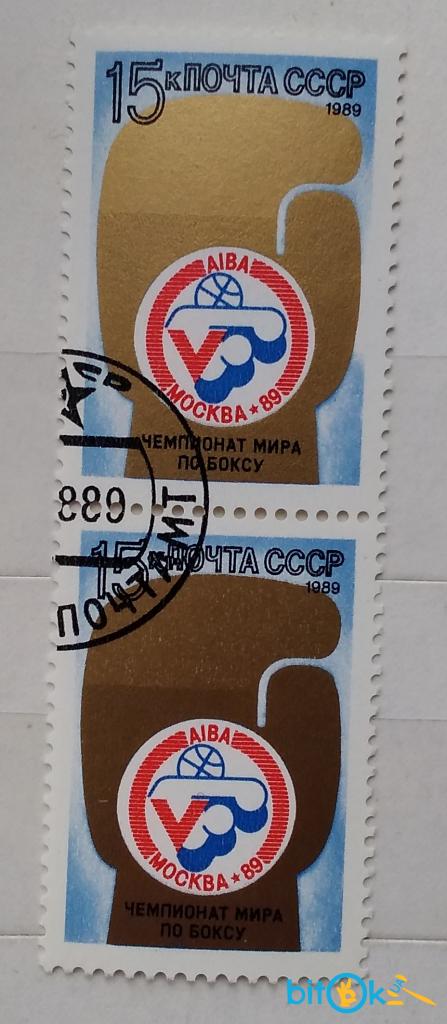 15к ПОЧТА СССР
1989
AIBA
V
МОСКВА★89
ЧЕМПИОНАТ МИРА
ПО БОКСУ
889
ПОЧТАМТ
15к ПОЧТА СССР
1989
AIBA
V
МОСКВА★89
ЧЕМПИОНАТ МИРА
ПО БОКСУ
bitok
UA